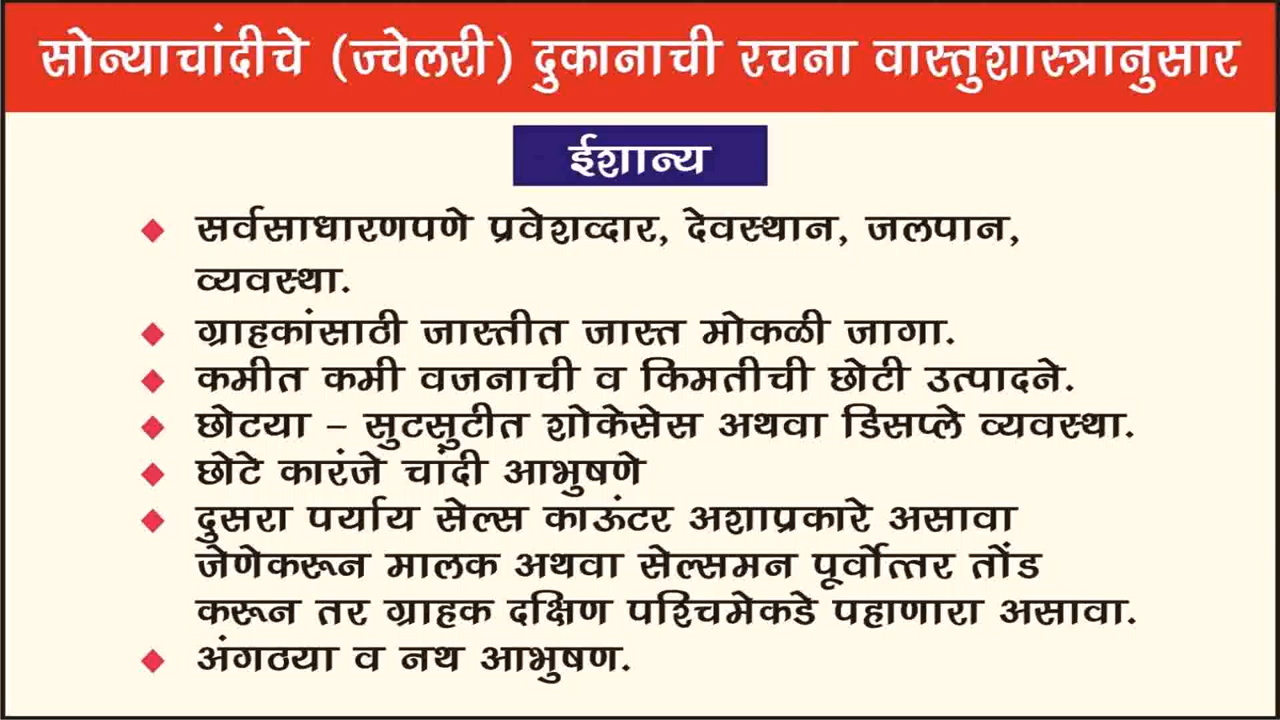 सोन्याचांदीचे (ज्वेलरी) दुकानाची रचना वास्तुशास्त्रानुसार
ईशान्य
◆ सर्वसाधारणपणे प्रवेशव्दार, देवस्थान, जलपान,
व्यवस्था.
◆ ग्राहकांसाठी जास्तीत जास्त मोकळी जागा.
◆ कमीत कमी वजनाची व किमतीची छोटी उत्पादने.
◆ छोटया – सुटसुटीत शोकेसेस अथवा डिसप्ले व्यवस्था.
◆ छोटे कारंजे चांदी आभुषणे
◆ दुसरा पर्याय सेल्स काऊंटर अशाप्रकारे असावा
जेणेकरून मालक अथवा सेल्समन पूर्वोत्तर तोंड
करून तर ग्राहक दक्षिण पश्चिमेकडे पहाणारा असावा.
◆ अंगठया व नथ आभुषण.